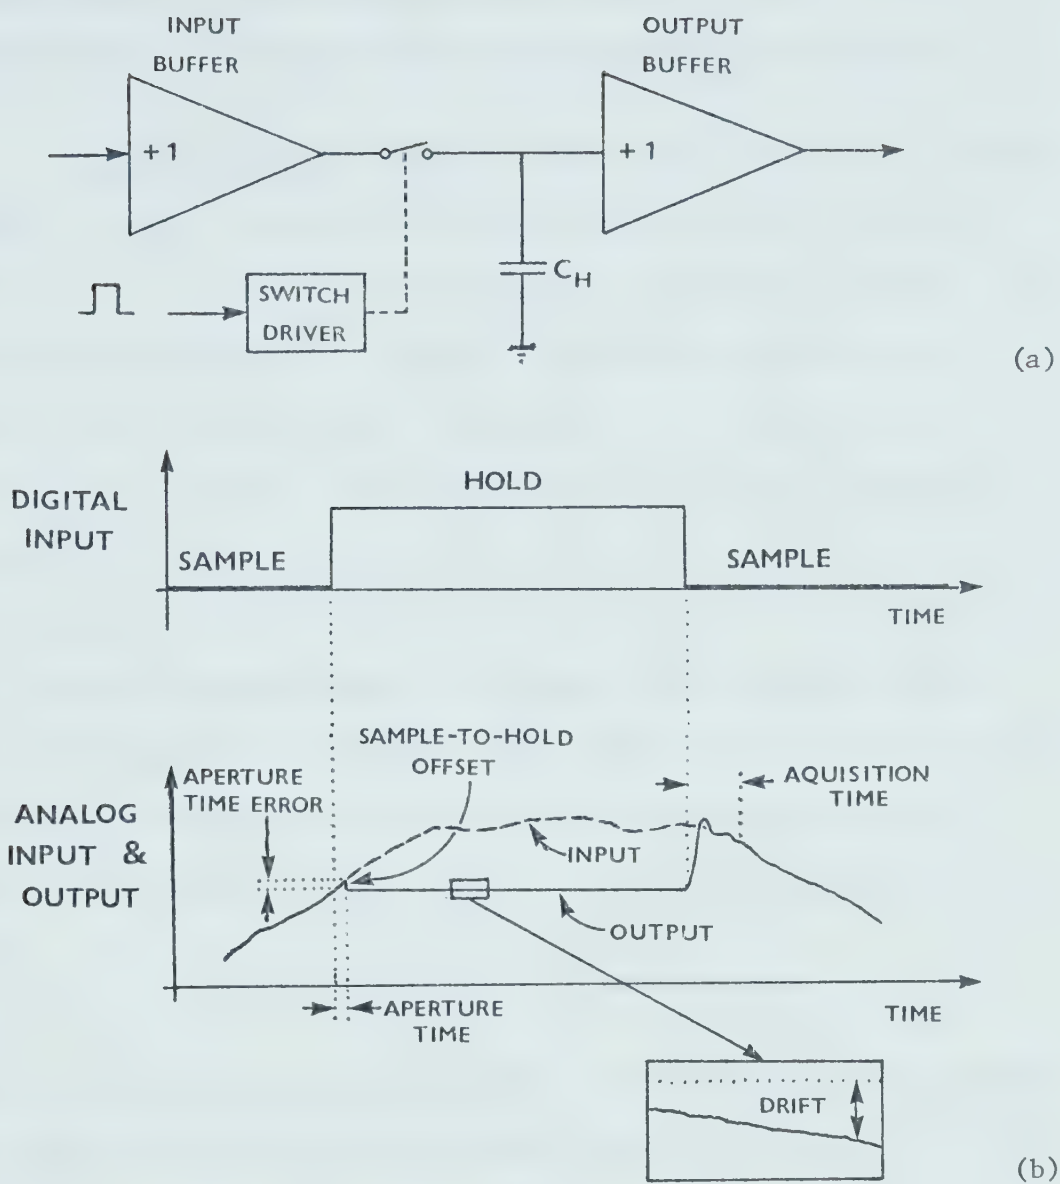 INPUT
BUFFER
OUTPUT
BUFFER
+1
+1
C_H
SWITCH
DRIVER
(a)
HOLD
DIGITAL
INPUT
SAMPLE
SAMPLE
TIME
SAMPLE-TO-HOLD
OFFSET
APERTURE
TIME ERROR
AQUISITION
TIME
ANALOG
INPUT &
OUTPUT
INPUT
OUTPUT
APERTURE
TIME
TIME
DRIFT
(b)